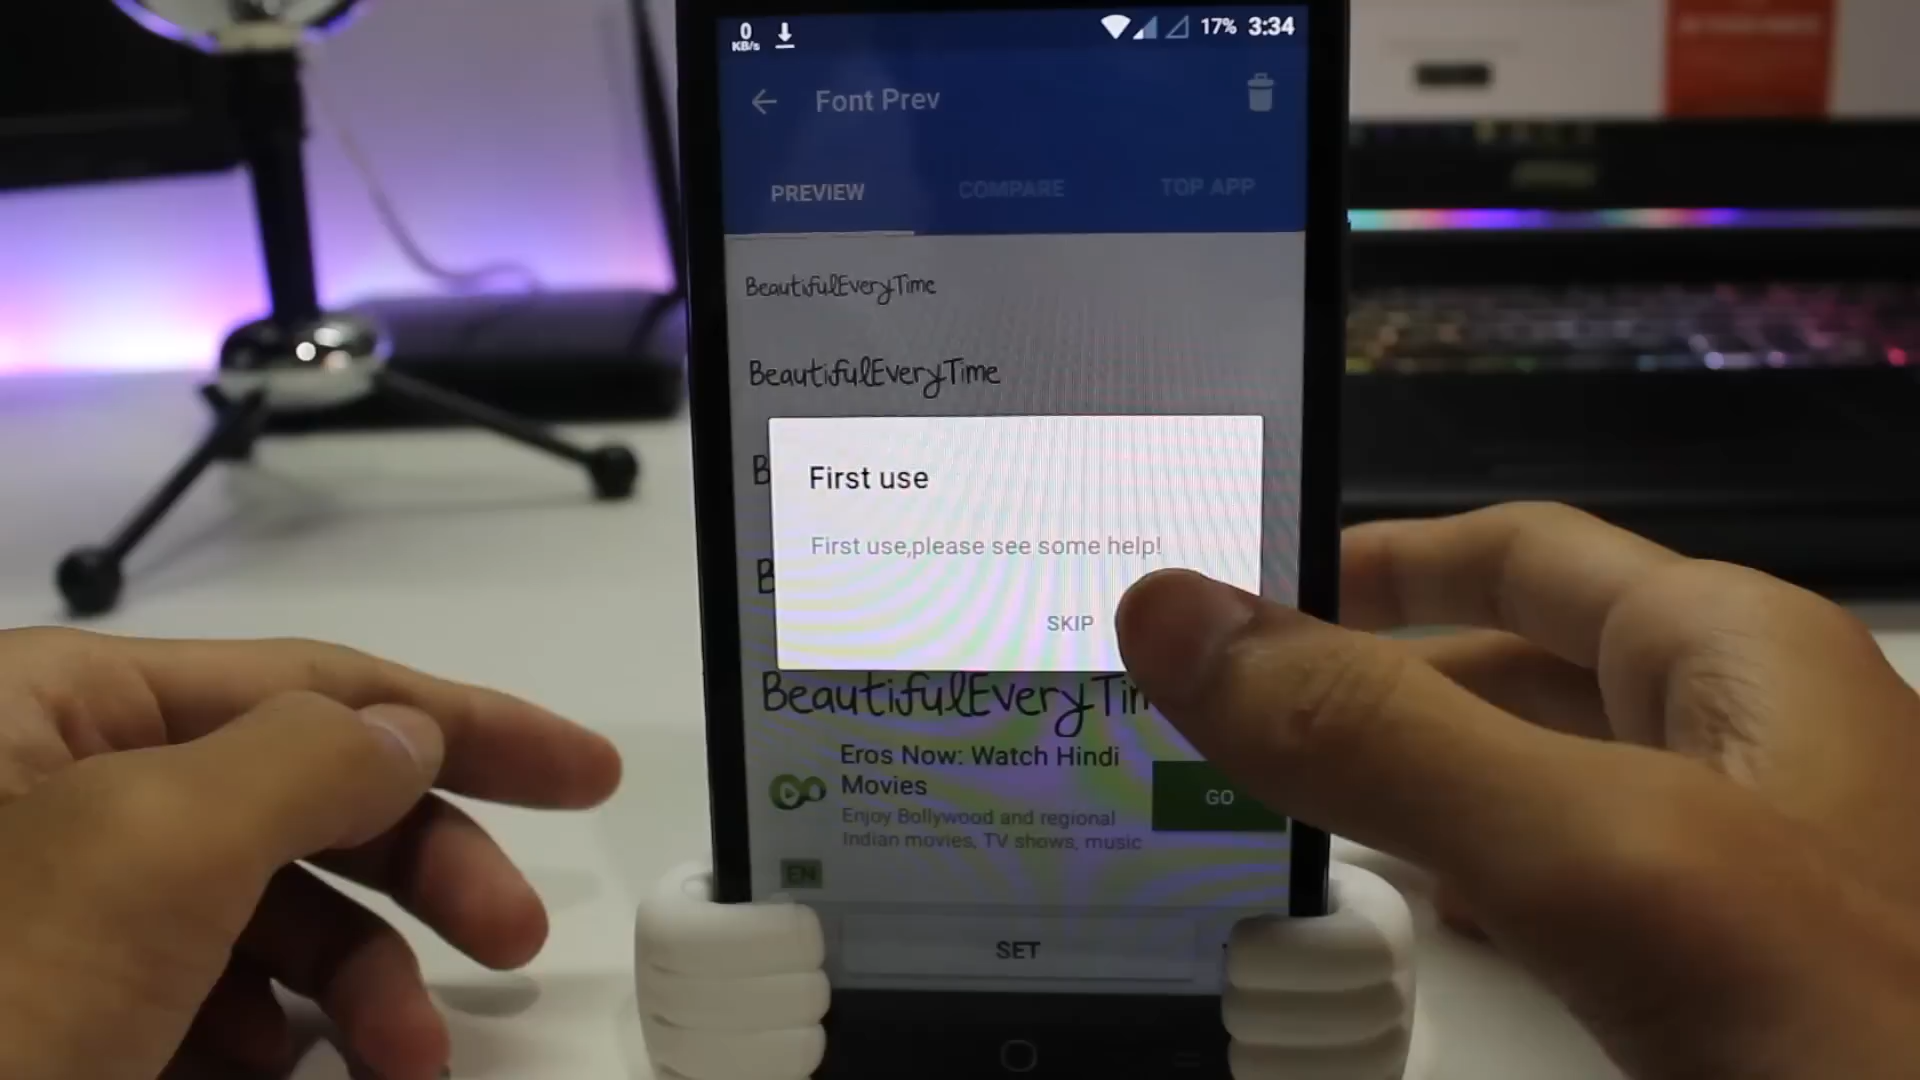 0 KB/s 17% 3:34
Font Prev
PREVIEW COMPARE TOP APP
BeautifulEveryTime
BeautifulEveryTime
First use
First use,please see some help!
SKIP
BeautifulEveryTim
Eros Now: Watch Hindi
Movies
GO
Enjoy Bollywood and regional
Indian movies, TV shows, music
EN
SET